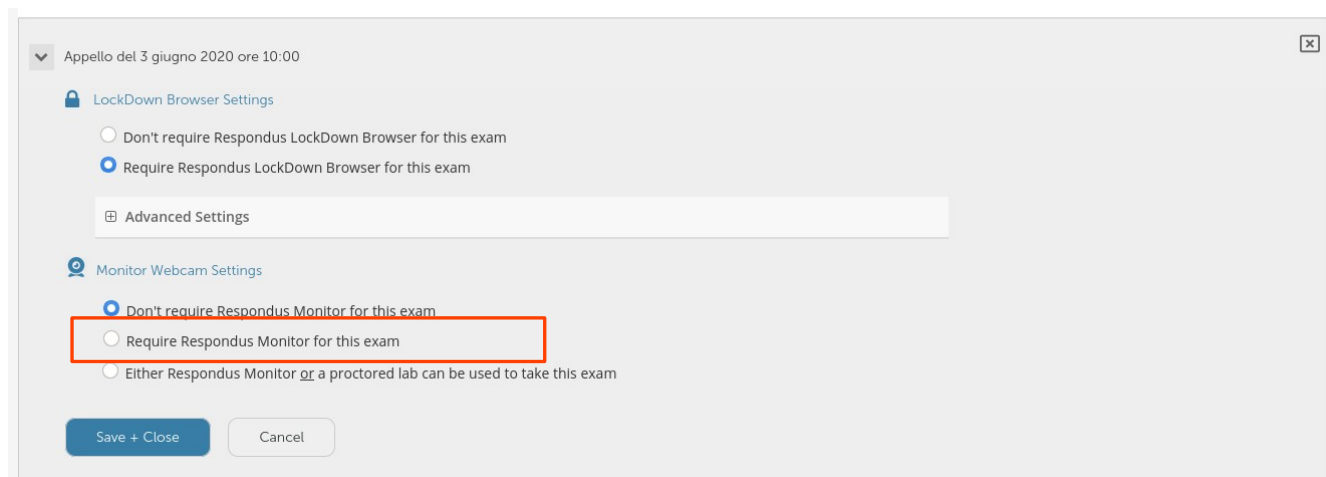 Appello del 3 giugno 2020 ore 10:00
LockDown Browser Settings
Don't require Respondus LockDown Browser for this exam
Require Respondus LockDown Browser for this exam
Advanced Settings
Monitor Webcam Settings
Don't require Respondus Monitor for this exam
Require Respondus Monitor for this exam
Either Respondus Monitor or a proctored lab can be used to take this exam
Save + Close
Cancel